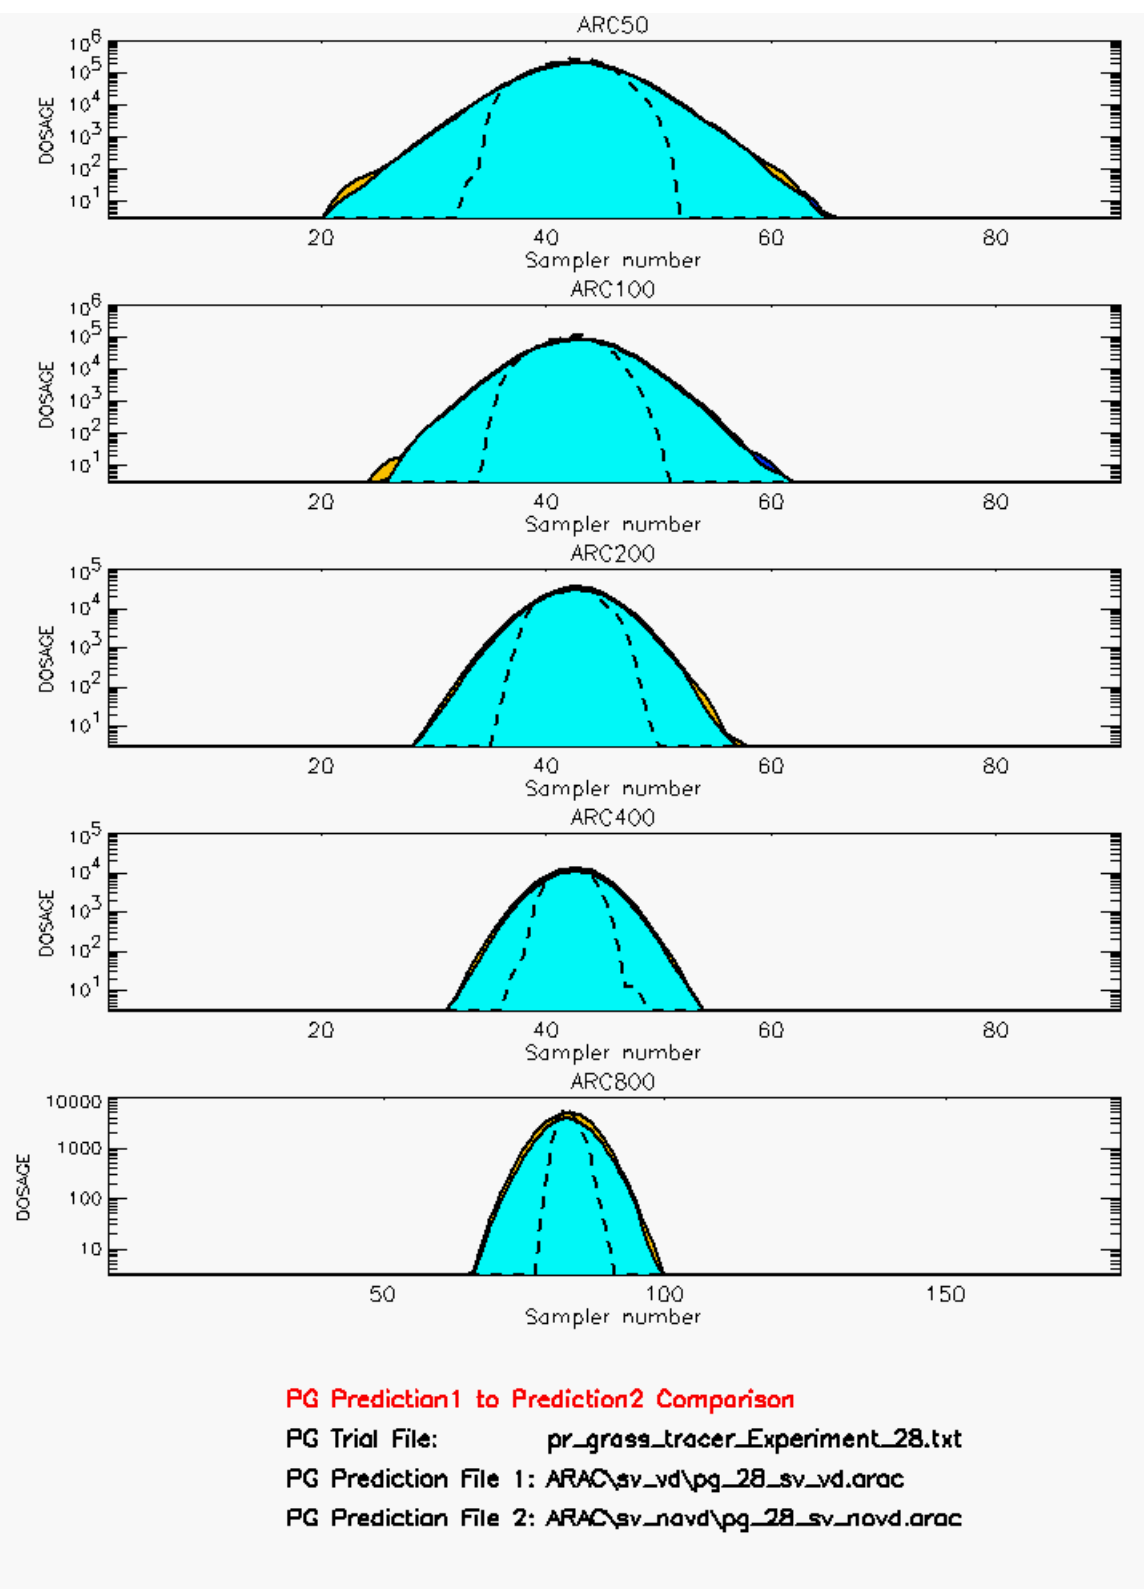 ARC50
10^6
10^5
10^4
10^3
10^2
10^1
DOSAGE
20 40 60 80
Sampler number
ARC100
10^6
10^5
10^4
10^3
10^2
10^1
DOSAGE
20 40 60 80
Sampler number
ARC200
10^5
10^4
10^3
10^2
10^1
DOSAGE
20 40 60 80
Sampler number
ARC400
10^5
10^4
10^3
10^2
10^1
DOSAGE
20 40 60 80
Sampler number
ARC800
10000
1000
100
10
DOSAGE
50 100 150
Sampler number
PG Prediction1 to Prediction2 Comparison
PG Trial File: pr_grass_tracer_Experiment_28.txt
PG Prediction File 1: ARAC\sv_vd\pg_28_sv_vd.arac
PG Prediction File 2: ARAC\sv_novd\pg_28_sv_novd.arac